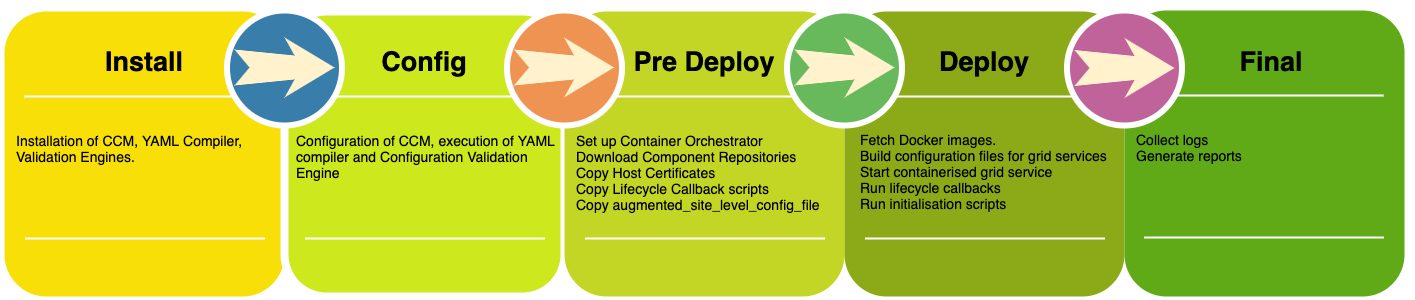 Install
Installation of CCM, YAML Compiler,
Validation Engines.
Config
Configuration of CCM, execution of YAML
compiler and Configuration Validation
Engine
Pre Deploy
Set up Container Orchestrator
Download Component Repositories
Copy Host Certificates
Copy Lifecycle Callback scripts
Copy augmented_site_level_config_file
Deploy
Fetch Docker images.
Build configuration files for grid services
Start containerised grid service
Run lifecycle callbacks
Run initialisation scripts
Final
Collect logs
Generate reports